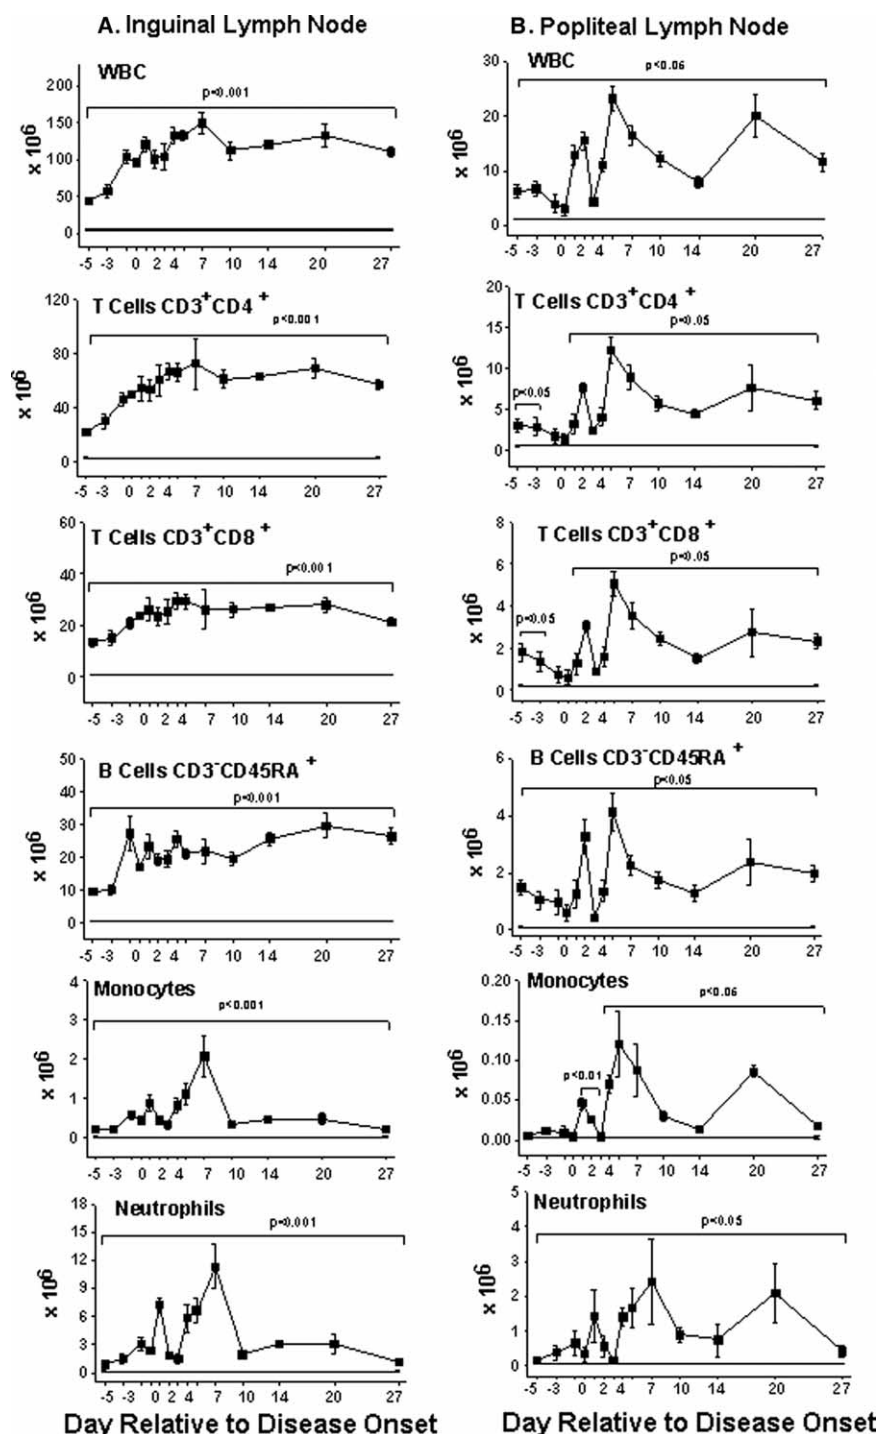 A. Inguinal Lymph Node
WBC
p<0.001
200
150
100
50
0
x 10⁶
-5 -3 0 2 4 7 10 14 20 27
T Cells CD3⁺CD4⁺
p<0.001
120
80
40
0
x 10⁶
-5 -3 0 2 4 7 10 14 20 27
T Cells CD3⁺CD8⁺
p<0.001
60
40
20
0
x 10⁶
-5 -3 0 2 4 7 10 14 20 27
B Cells CD3⁻CD45RA⁺
p<0.001
50
40
30
20
10
0
x 10⁶
-5 -3 0 2 4 7 10 14 20 27
Monocytes
p<0.001
4
3
2
1
0
x 10⁶
-5 -3 0 2 4 7 10 14 20 27
Neutrophils
p<0.001
18
15
12
9
6
3
0
x 10⁶
-5 -3 0 2 4 7 10 14 20 27
Day Relative to Disease Onset
B. Popliteal Lymph Node
WBC
p<0.06
30
20
10
0
x 10⁶
-5 -3 0 2 4 7 10 14 20 27
T Cells CD3⁺CD4⁺
p<0.05
p<0.05
20
15
10
5
0
x 10⁶
-5 -3 0 2 4 7 10 14 20 27
T Cells CD3⁺CD8⁺
p<0.05
p<0.05
8
6
4
2
0
x 10⁶
-5 -3 0 2 4 7 10 14 20 27
B Cells CD3⁻CD45RA⁺
p<0.05
6
4
2
0
x 10⁶
-5 -3 0 2 4 7 10 14 20 27
Monocytes
p<0.06
p<0.01
0.20
0.15
0.10
0.05
0.00
x 10⁶
-5 -3 0 2 4 7 10 14 20 27
Neutrophils
p<0.05
5
4
3
2
1
0
x 10⁶
-5 -3 0 2 4 7 10 14 20 27
Day Relative to Disease Onset